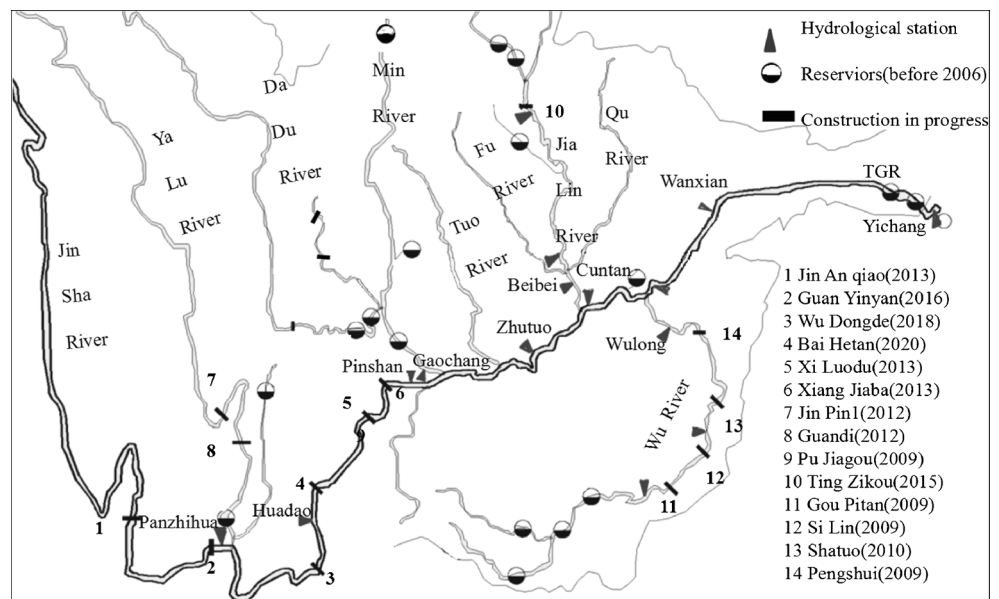 Hydrological station
Reserviors(before 2006)
Construction in progress
Da
Du
River
Min
River
Ya
Lu
River
Jin
Sha
River
Tuo
River
Fu
River
10
Jia
Lin
River
Qu
River
Wanxian
TGR
Yichang
Beibei
Cuntan
Zhutuo
Wulong
14
Pinshan
Gaochang
6
5
9
7
8
4
Huadao
3
Panzhihua
1
2
Wu River
13
12
11
1 Jin An qiao(2013)
2 Guan Yinyan(2016)
3 Wu Dongde(2018)
4 Bai Hetan(2020)
5 Xi Luodu(2013)
6 Xiang Jiaba(2013)
7 Jin Pin1(2012)
8 Guandi(2012)
9 Pu Jiagou(2009)
10 Ting Zikou(2015)
11 Gou Pitan(2009)
12 Si Lin(2009)
13 Shatuo(2010)
14 Pengshui(2009)